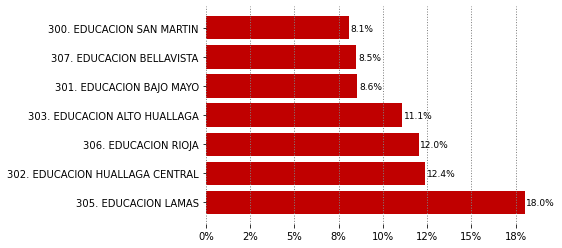 300. EDUCACION SAN MARTIN 8.1%
307. EDUCACION BELLAVISTA 8.5%
301. EDUCACION BAJO MAYO 8.6%
303. EDUCACION ALTO HUALLAGA 11.1%
306. EDUCACION RIOJA 12.0%
302. EDUCACION HUALLAGA CENTRAL 12.4%
305. EDUCACION LAMAS 18.0%
0% 2% 5% 8% 10% 12% 15% 18%